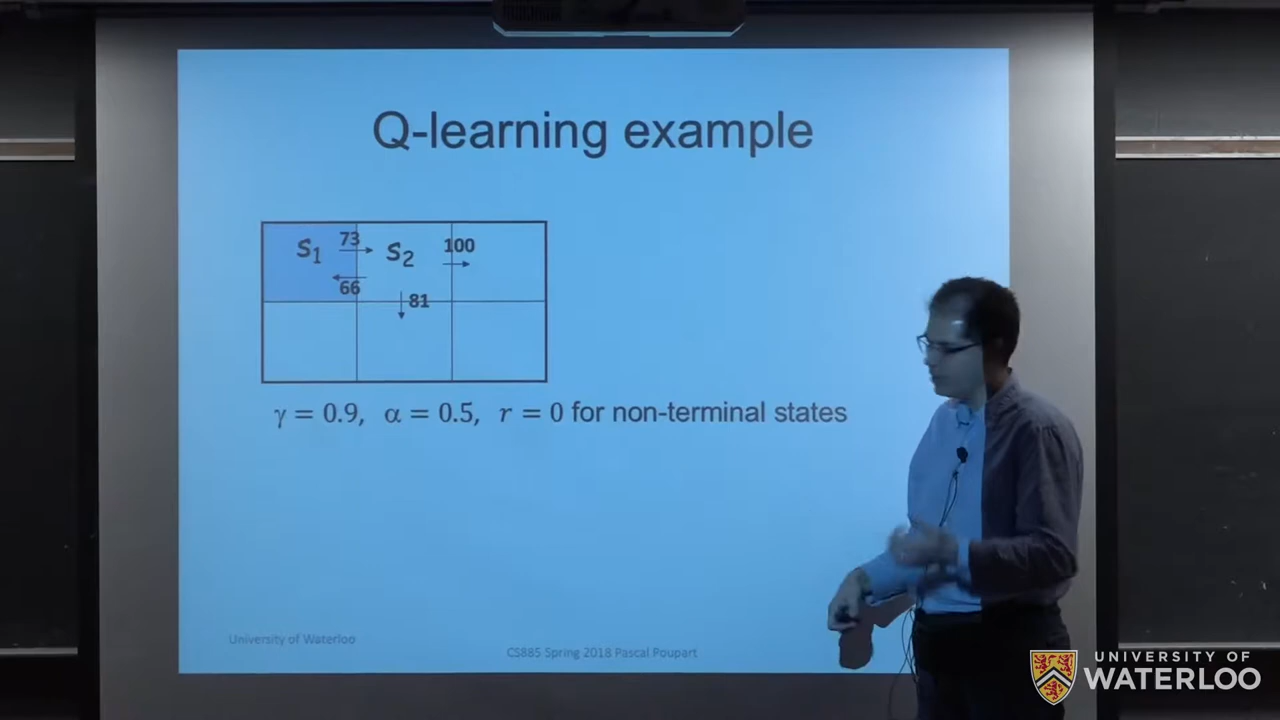 Q-learning example
S1 73 S2 100
66 81
γ = 0.9, α = 0.5, r = 0 for non-terminal states
University of Waterloo
CS885 Spring 2018 Pascal Poupart
UNIVERSITY OF
WATERLOO